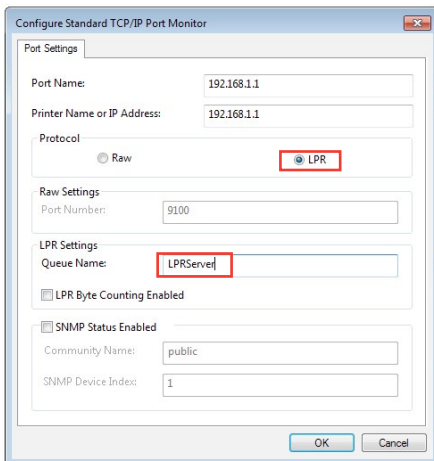 Configure Standard TCP/IP Port Monitor
Port Settings
Port Name:
192.168.1.1
Printer Name or IP Address:
192.168.1.1
Protocol
Raw
LPR
Raw Settings
Port Number:
9100
LPR Settings
Queue Name:
LPRServer
LPR Byte Counting Enabled
SNMP Status Enabled
Community Name:
public
SNMP Device Index:
1
OK
Cancel